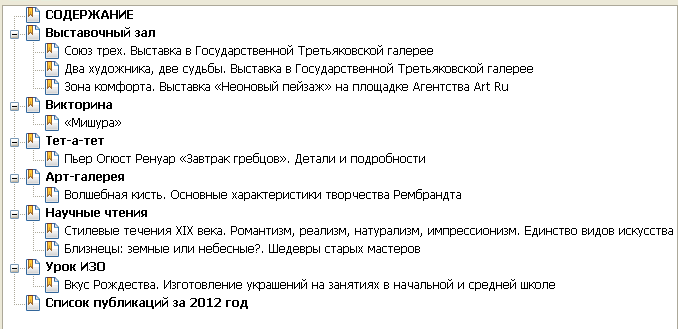 СОДЕРЖАНИЕ
Выставочный зал
Союз трех. Выставка в Государственной Третьяковской галерее
Два художника, две судьбы. Выставка в Государственной Третьяковской галерее
Зона комфорта. Выставка «Неоновый пейзаж» на площадке Агентства Art Ru
Викторина
«Мишура»
Тет-а-тет
Пьер Огюст Ренуар «Завтрак гребцов». Детали и подробности
Арт-галерея
Волшебная кисть. Основные характеристики творчества Рембрандта
Научные чтения
Стилевые течения XIX века. Романтизм, реализм, натурализм, импрессионизм. Единство видов искусства
Близнецы: земные или небесные?. Шедевры старых мастеров
Урок ИЗО
Вкус Рождества. Изготовление украшений на занятиях в начальной и средней школе
Список публикаций за 2012 год